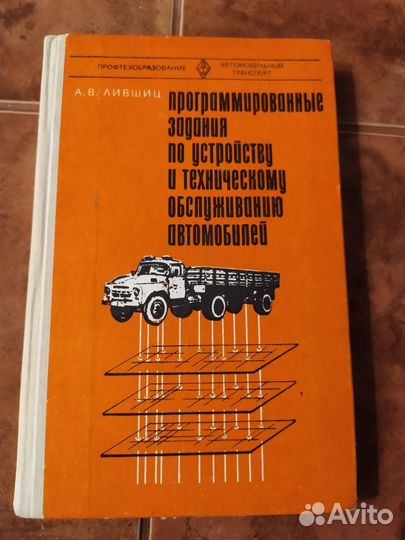 ПРОФТЕХОБРАЗОВАНИЕ
АВТОМОБИЛЬНЫЙ
ТРАНСПОРТ
А.В. ЛИВШИЦ
программированные
задания
по устройству
и техническому
обслуживанию
автомобилей
Avito